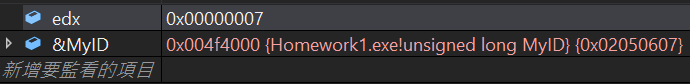 edx 0x00000007
&MyID 0x004f4000 {Homework1.exe!unsigned long MyID} {0x02050607}
新增要監看的項目